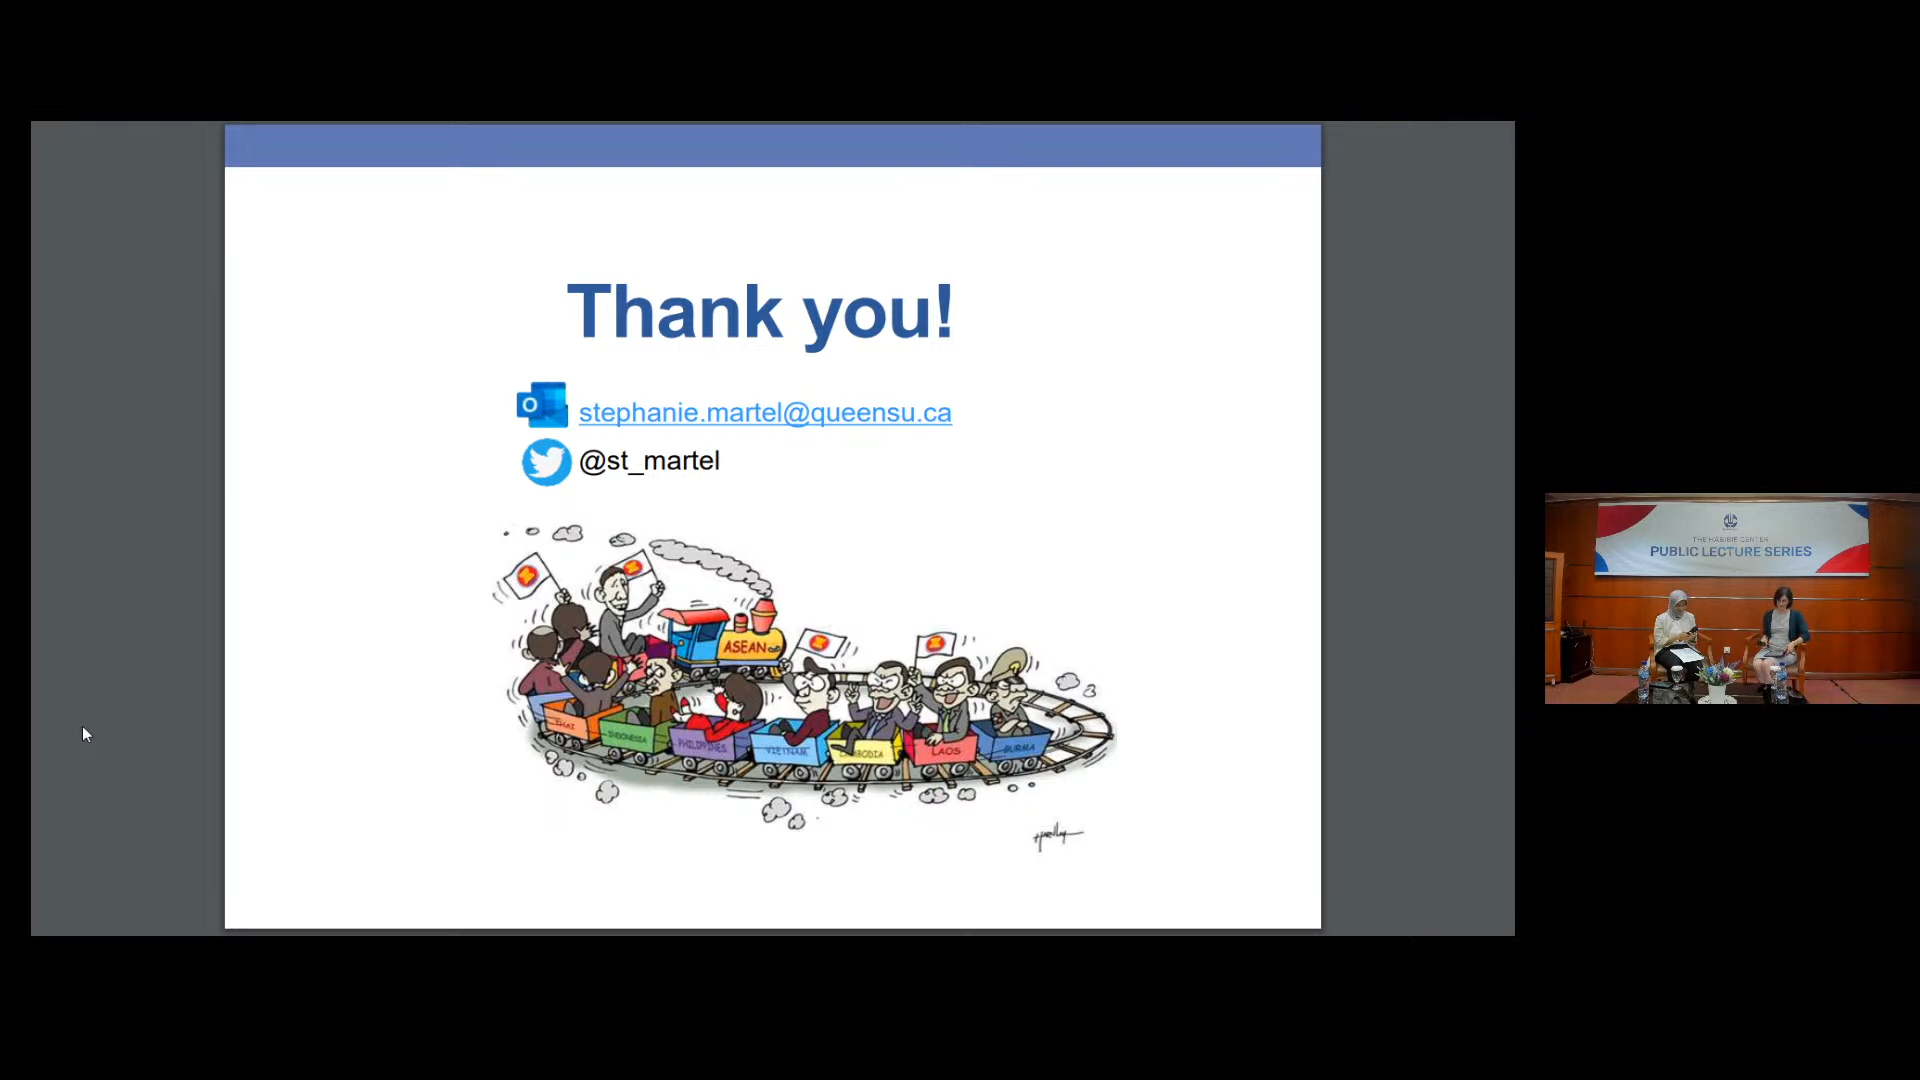 Thank you!
stephanie.martel@queensu.ca
@st_martel
ASEAN
THAI
INDONESIA
PHILIPPINES
VIETNAM
CAMBODIA
LAOS
BURMA
THE HABIBIE CENTER
PUBLIC LECTURE SERIES